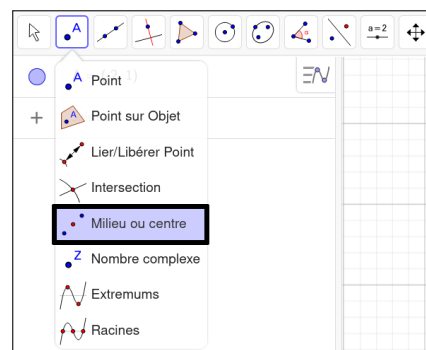 A
a=2
A Point
A Point sur Objet
Lier/Libérer Point
Intersection
Milieu ou centre
Z Nombre complexe
Extremums
Racines